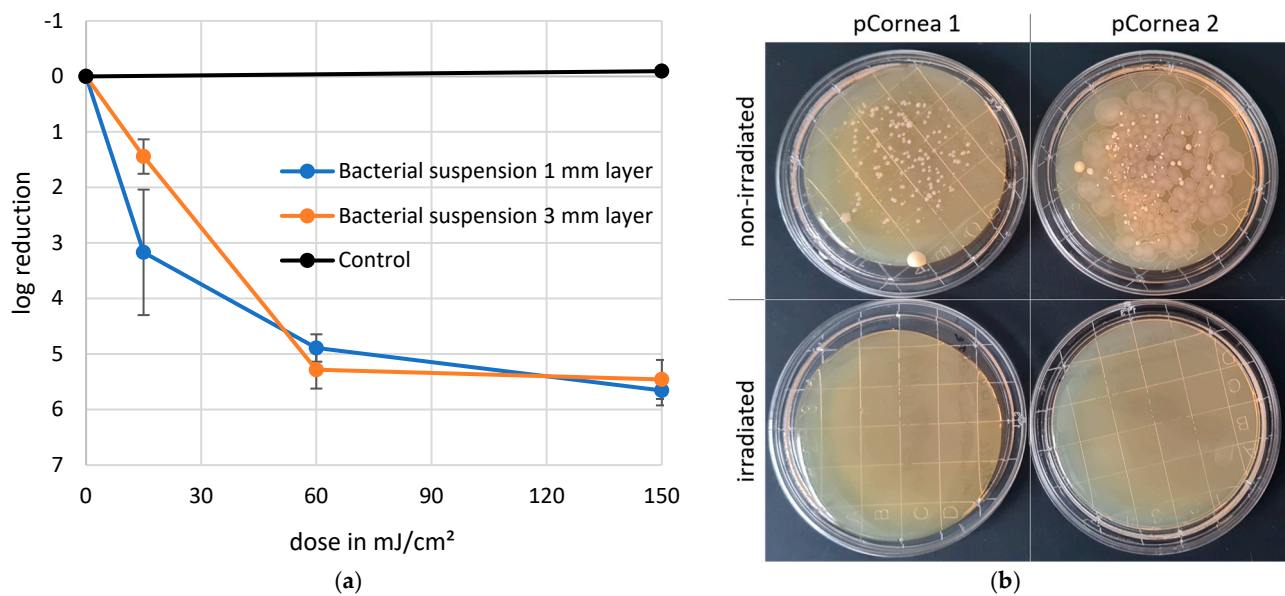 -1
0
1
2
3
4
5
6
7
log reduction
Bacterial suspension 1 mm layer
Bacterial suspension 3 mm layer
Control
0
30
60
90
120
150
dose in mJ/cm²
(a)
pCornea 1
pCornea 2
non-irradiated
irradiated
B
C
D
(b)